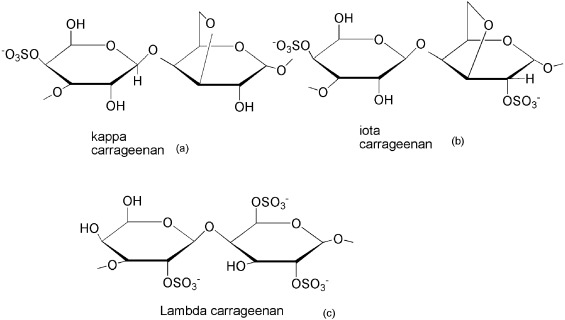 OH
⁻O₃SO
O
O
O
O
O
H
OH
OH
O
kappa
carrageenan (a)
OH
⁻O₃SO
O
O
O
O
O
H
OH
OSO₃⁻
O
iota
carrageenan (b)
OH
HO
O
O
OSO₃⁻
O
O
O
HO
OSO₃⁻
OSO₃⁻
Lambda carrageenan (c)